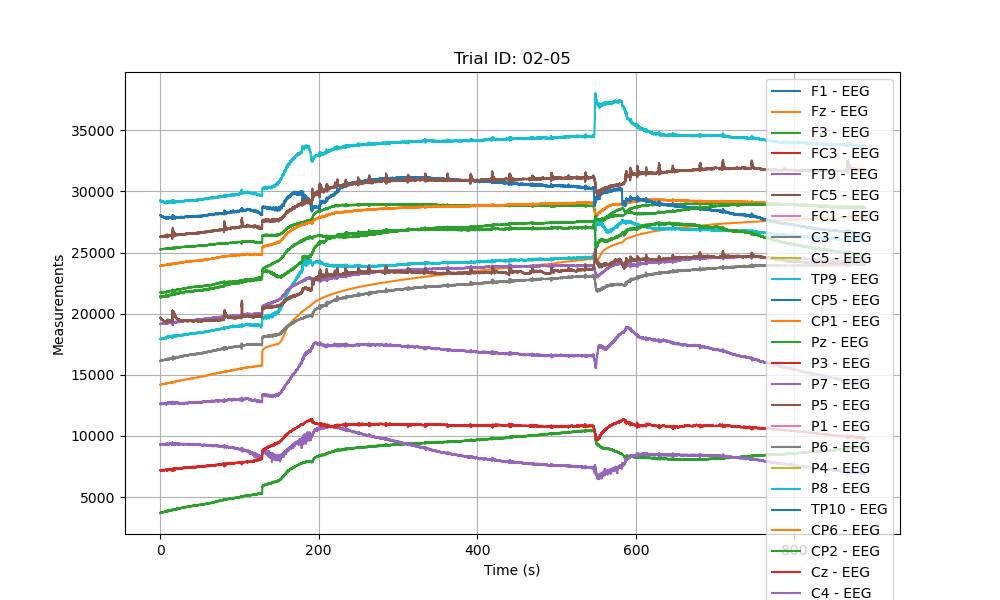 Trial ID: 02-05
Measurements
35000
30000
25000
20000
15000
10000
5000
0
200
400
600
800
Time (s)
F1 - EEG
Fz - EEG
F3 - EEG
FC3 - EEG
FT9 - EEG
FC5 - EEG
FC1 - EEG
C3 - EEG
C5 - EEG
TP9 - EEG
CP5 - EEG
CP1 - EEG
Pz - EEG
P3 - EEG
P7 - EEG
P5 - EEG
P1 - EEG
P6 - EEG
P4 - EEG
P8 - EEG
TP10 - EEG
CP6 - EEG
CP2 - EEG
Cz - EEG
C4 - EEG